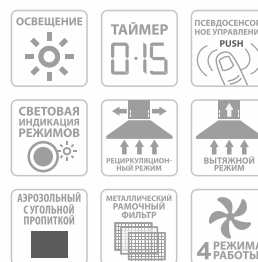 ОСВЕЩЕНИЕ
ТАЙМЕР
0:15
ПСЕВДОСЕНСОР
НОЕ УПРАВЛЕНИ
PUSH
СВЕТОВАЯ
ИНДИКАЦИЯ
РЕЖИМОВ
РЕЦИРКУЛЯЦИОН-
НЫЙ РЕЖИМ
ВЫТЯЖНОЙ
РЕЖИМ
АЭРОЗОЛЬНЫЙ
С УГОЛЬНОЙ
ПРОПИТКОЙ
МЕТАЛЛИЧЕСКИЙ
РАМОЧНЫЙ
ФИЛЬТР
4 РЕЖИМА
РАБОТЫ